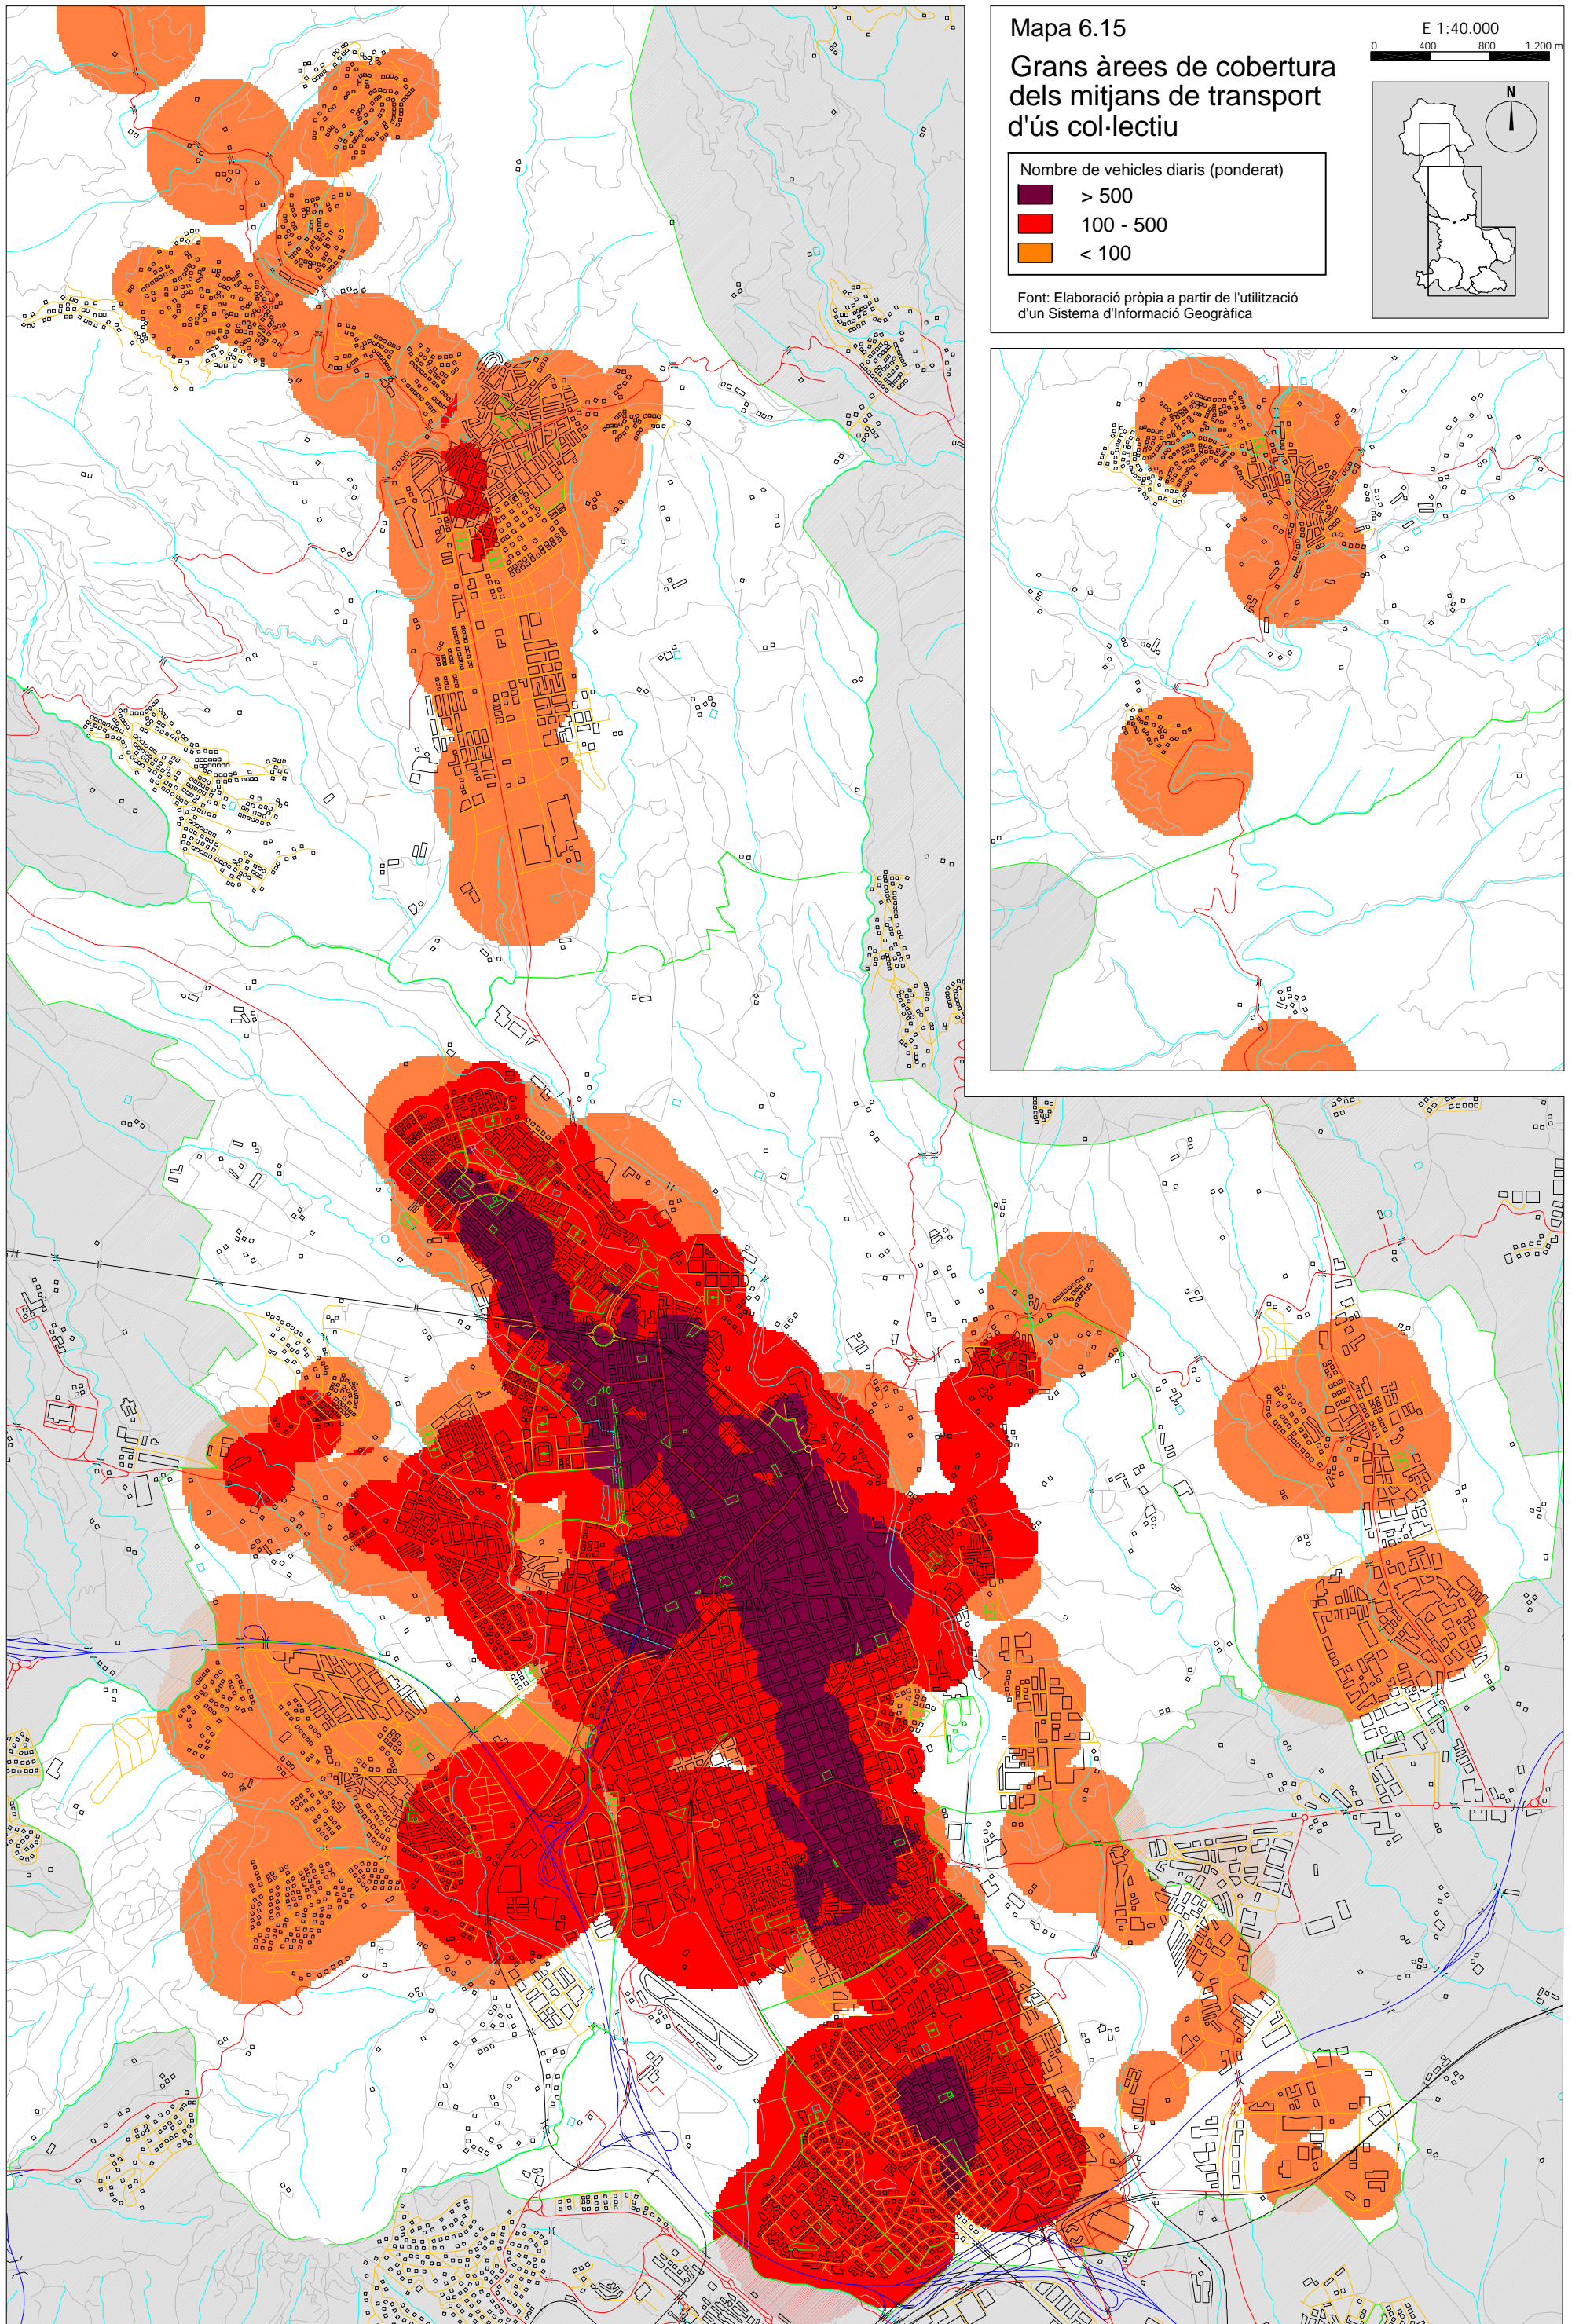 Mapa 6.15
Grans àrees de cobertura
dels mitjans de transport
d'ús col·lectiu
E 1:40.000
0 400 800 1.200 m
N
Nombre de vehicles diaris (ponderat)
> 500
100 - 500
< 100
Font: Elaboració pròpia a partir de l'utilització
d'un Sistema d'Informació Geogràfica